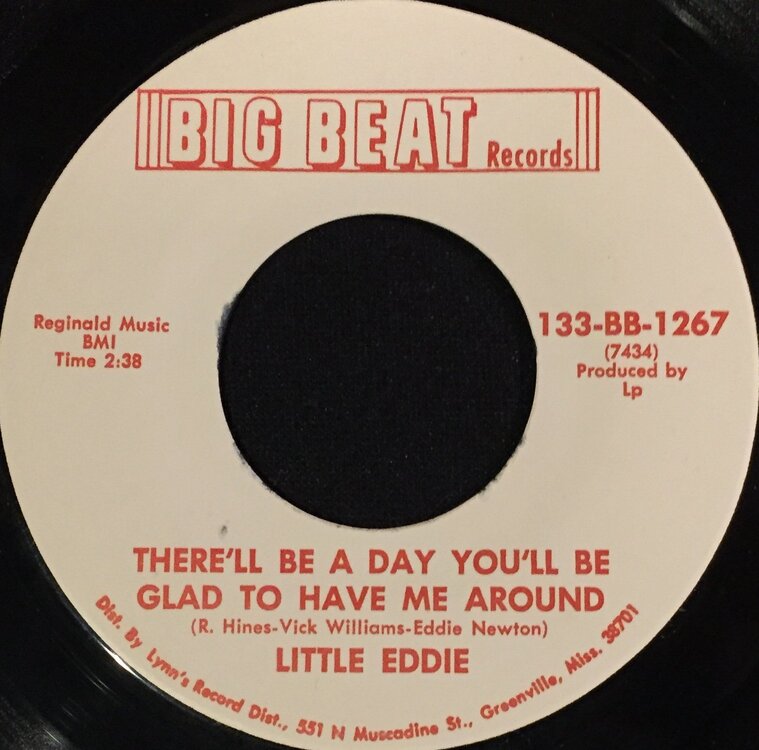 BIG BEAT Records
Reginald Music
BMI
Time 2:38
133-BB-1267
(7434)
Produced by
Lp
THERE'LL BE A DAY YOU'LL BE
GLAD TO HAVE ME AROUND
(R. Hines-Vick Williams-Eddie Newton)
LITTLE EDDIE
Dist. By Lynn's Record Dist., 551 N Muscadine St., Greenville, Miss. 38701